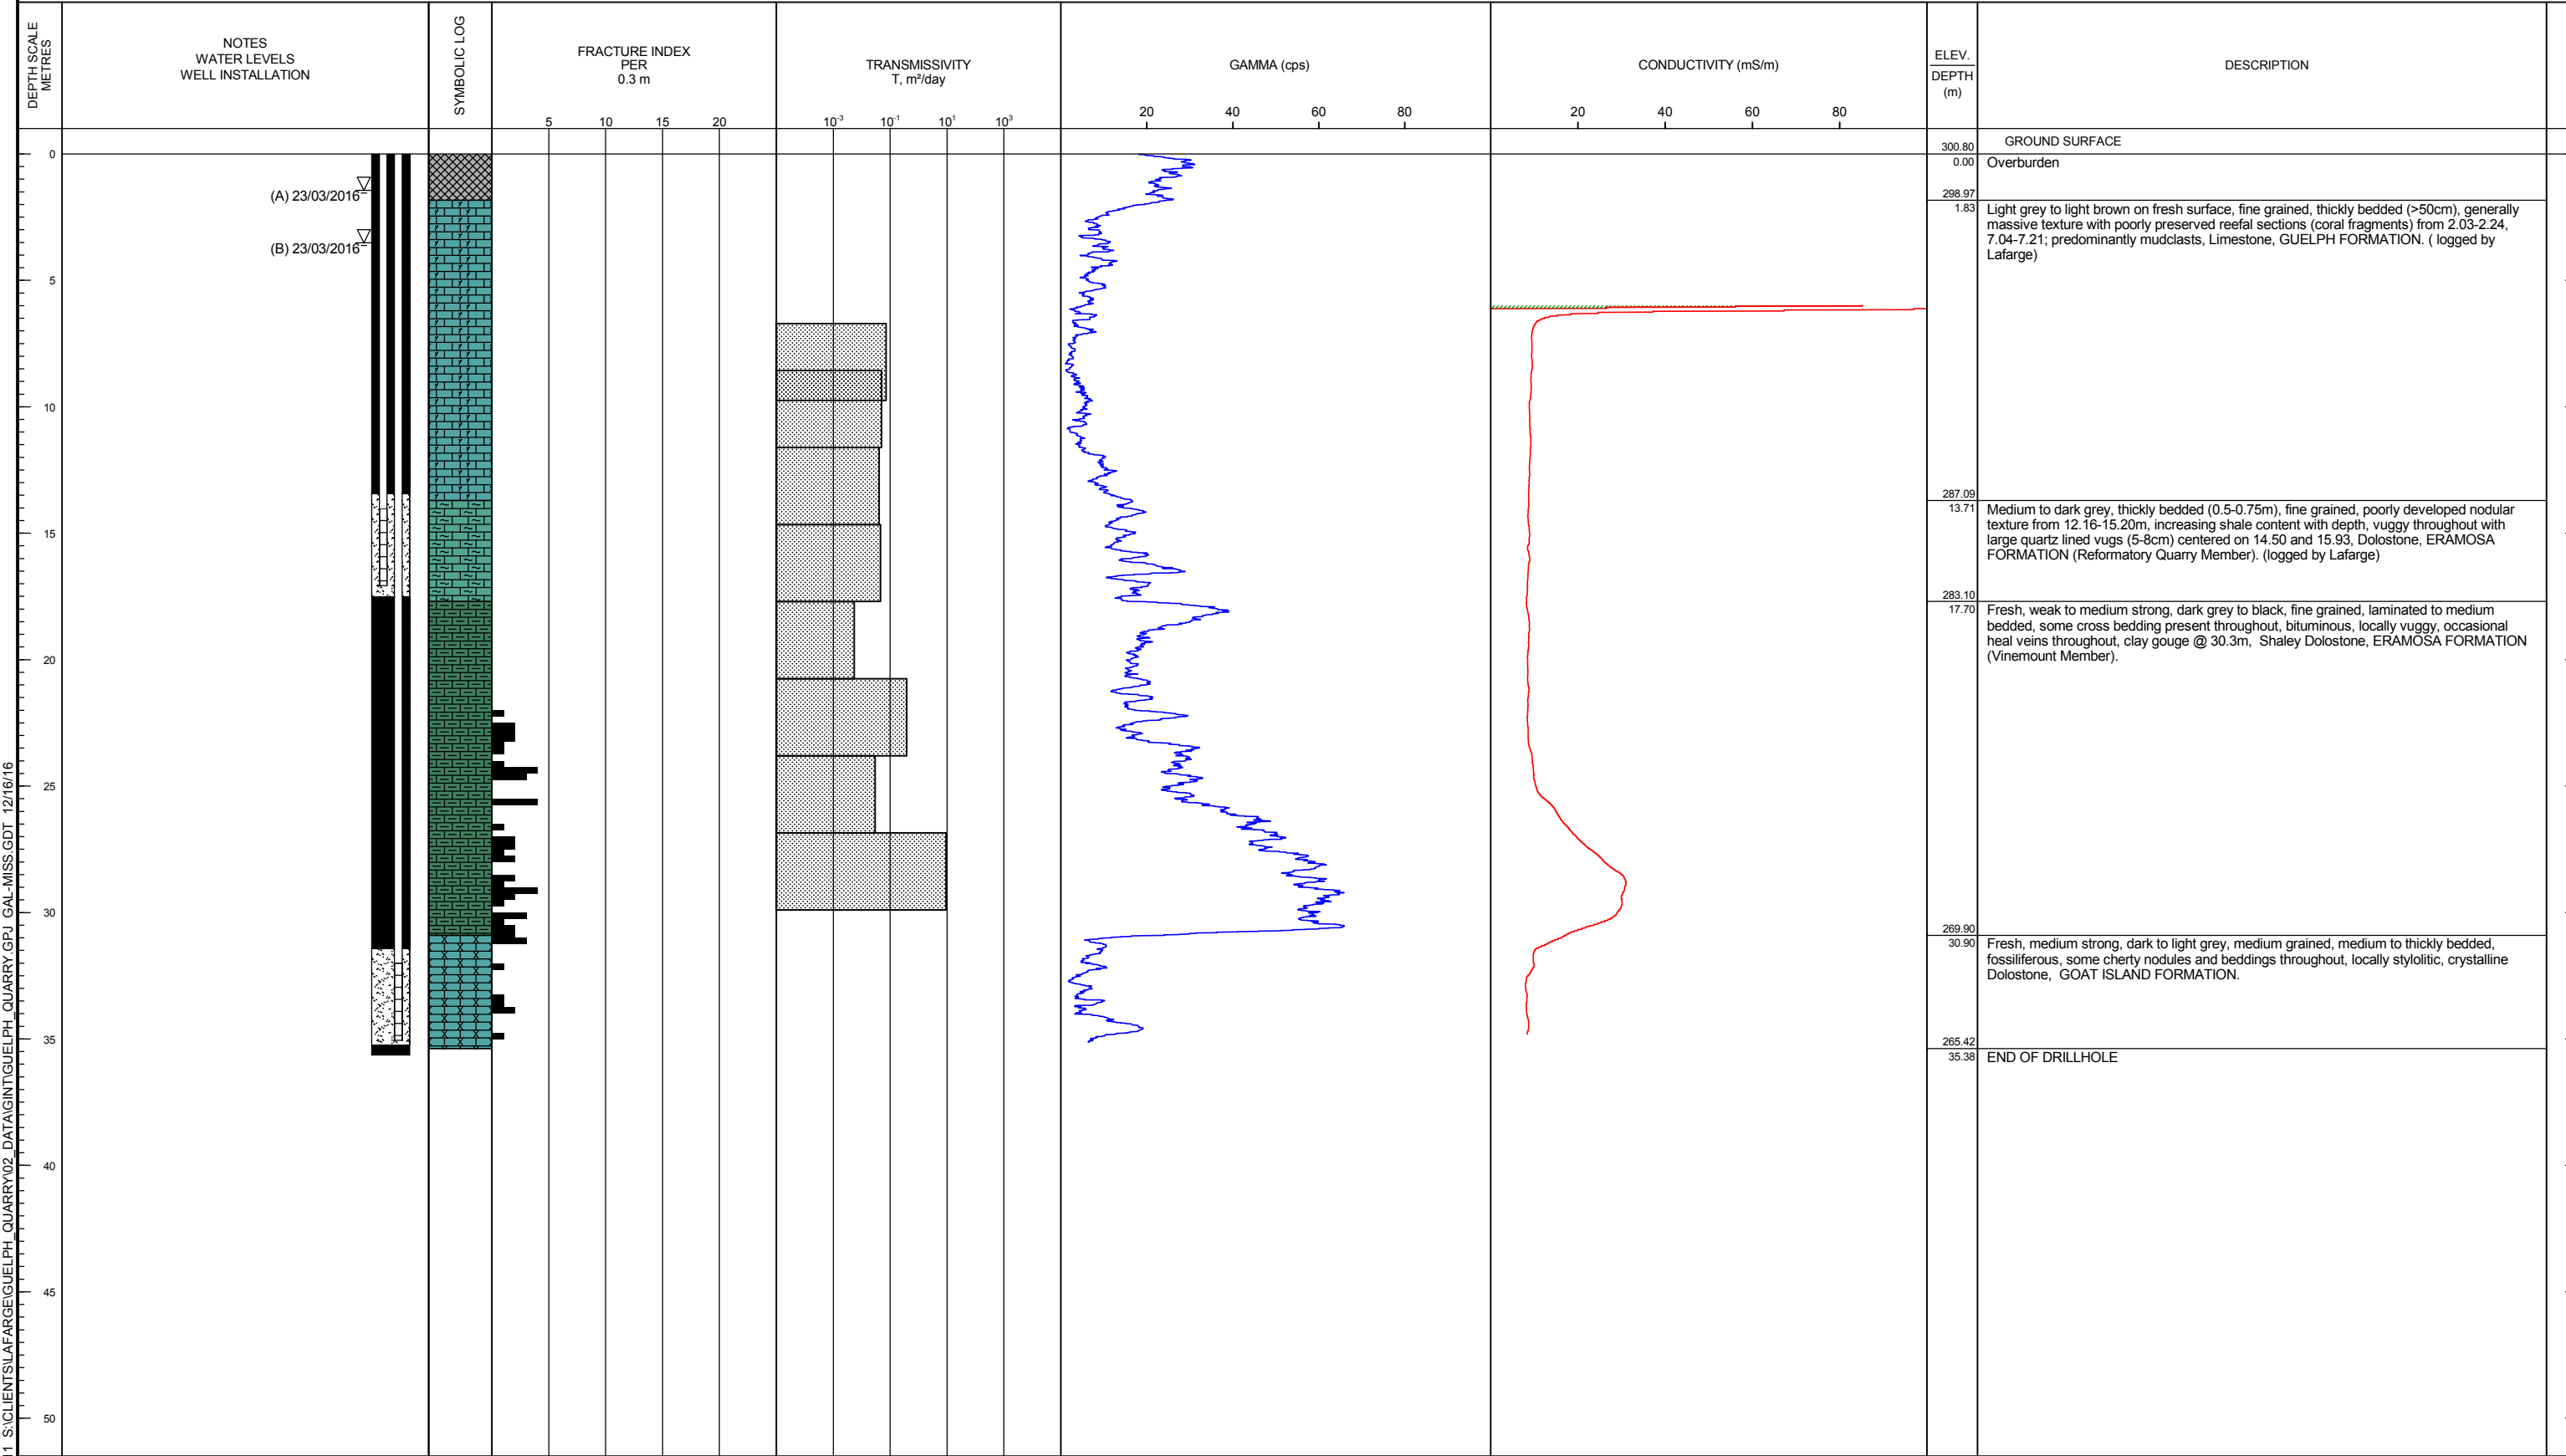 DEPTH SCALE
METRES
NOTES
WATER LEVELS
WELL INSTALLATION
SYMBOLIC LOG
FRACTURE INDEX
PER
0.3 m
5 10 15 20
TRANSMISSIVITY
T, m²/day
10⁻³ 10⁻¹ 10¹ 10³
GAMMA (cps)
20 40 60 80
CONDUCTIVITY (mS/m)
20 40 60 80
ELEV.
DEPTH
(m)
DESCRIPTION
0
5
10
15
20
25
30
35
40
45
50
(A) 23/03/2016
(B) 23/03/2016
GROUND SURFACE
300.80
0.00 Overburden
298.97
1.83 Light grey to light brown on fresh surface, fine grained, thickly bedded (>50cm), generally
massive texture with poorly preserved reefal sections (coral fragments) from 2.03-2.24,
7.04-7.21; predominantly mudclasts, Limestone, GUELPH FORMATION. ( logged by
Lafarge)
287.09
13.71 Medium to dark grey, thickly bedded (0.5-0.75m), fine grained, poorly developed nodular
texture from 12.16-15.20m, increasing shale content with depth, vuggy throughout with
large quartz lined vugs (5-8cm) centered on 14.50 and 15.93, Dolostone, ERAMOSA
FORMATION (Reformatory Quarry Member). (logged by Lafarge)
283.10
17.70 Fresh, weak to medium strong, dark grey to black, fine grained, laminated to medium
bedded, some cross bedding present throughout, bituminous, locally vuggy, occasional
heal veins throughout, clay gouge @ 30.3m, Shaley Dolostone, ERAMOSA FORMATION
(Vinemount Member).
269.90
30.90 Fresh, medium strong, dark to light grey, medium grained, medium to thickly bedded,
fossiliferous, some cherty nodules and beddings throughout, locally stylolitic, crystalline
Dolostone, GOAT ISLAND FORMATION.
265.42
35.38 END OF DRILLHOLE
S:\CLIENTS\LAFARGE\GUELPH_QUARRY\02_DATA\GINT\GUELPH_QUARRY.GPJ GAL-MISS.GDT 12/16/16